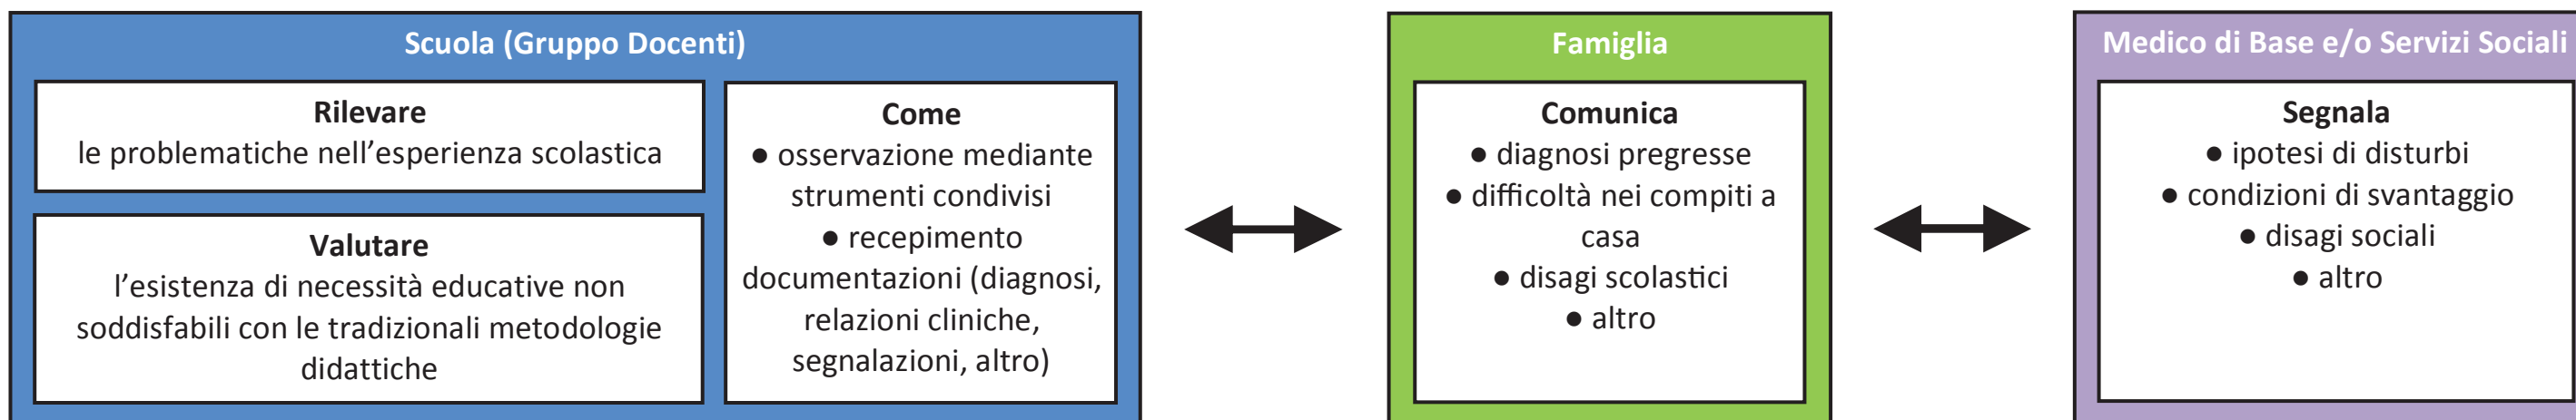 Scuola (Gruppo Docenti)
Rilevare
le problematiche nell'esperienza scolastica
Valutare
l'esistenza di necessità educative non
soddisfabili con le tradizionali metodologie
didattiche
Come
● osservazione mediante
strumenti condivisi
● recepimento
documentazioni (diagnosi,
relazioni cliniche,
segnalazioni, altro)
Famiglia
Comunica
● diagnosi pregresse
● difficoltà nei compiti a
casa
● disagi scolastici
● altro
Medico di Base e/o Servizi Sociali
Segnala
● ipotesi di disturbi
● condizioni di svantaggio
● disagi sociali
● altro